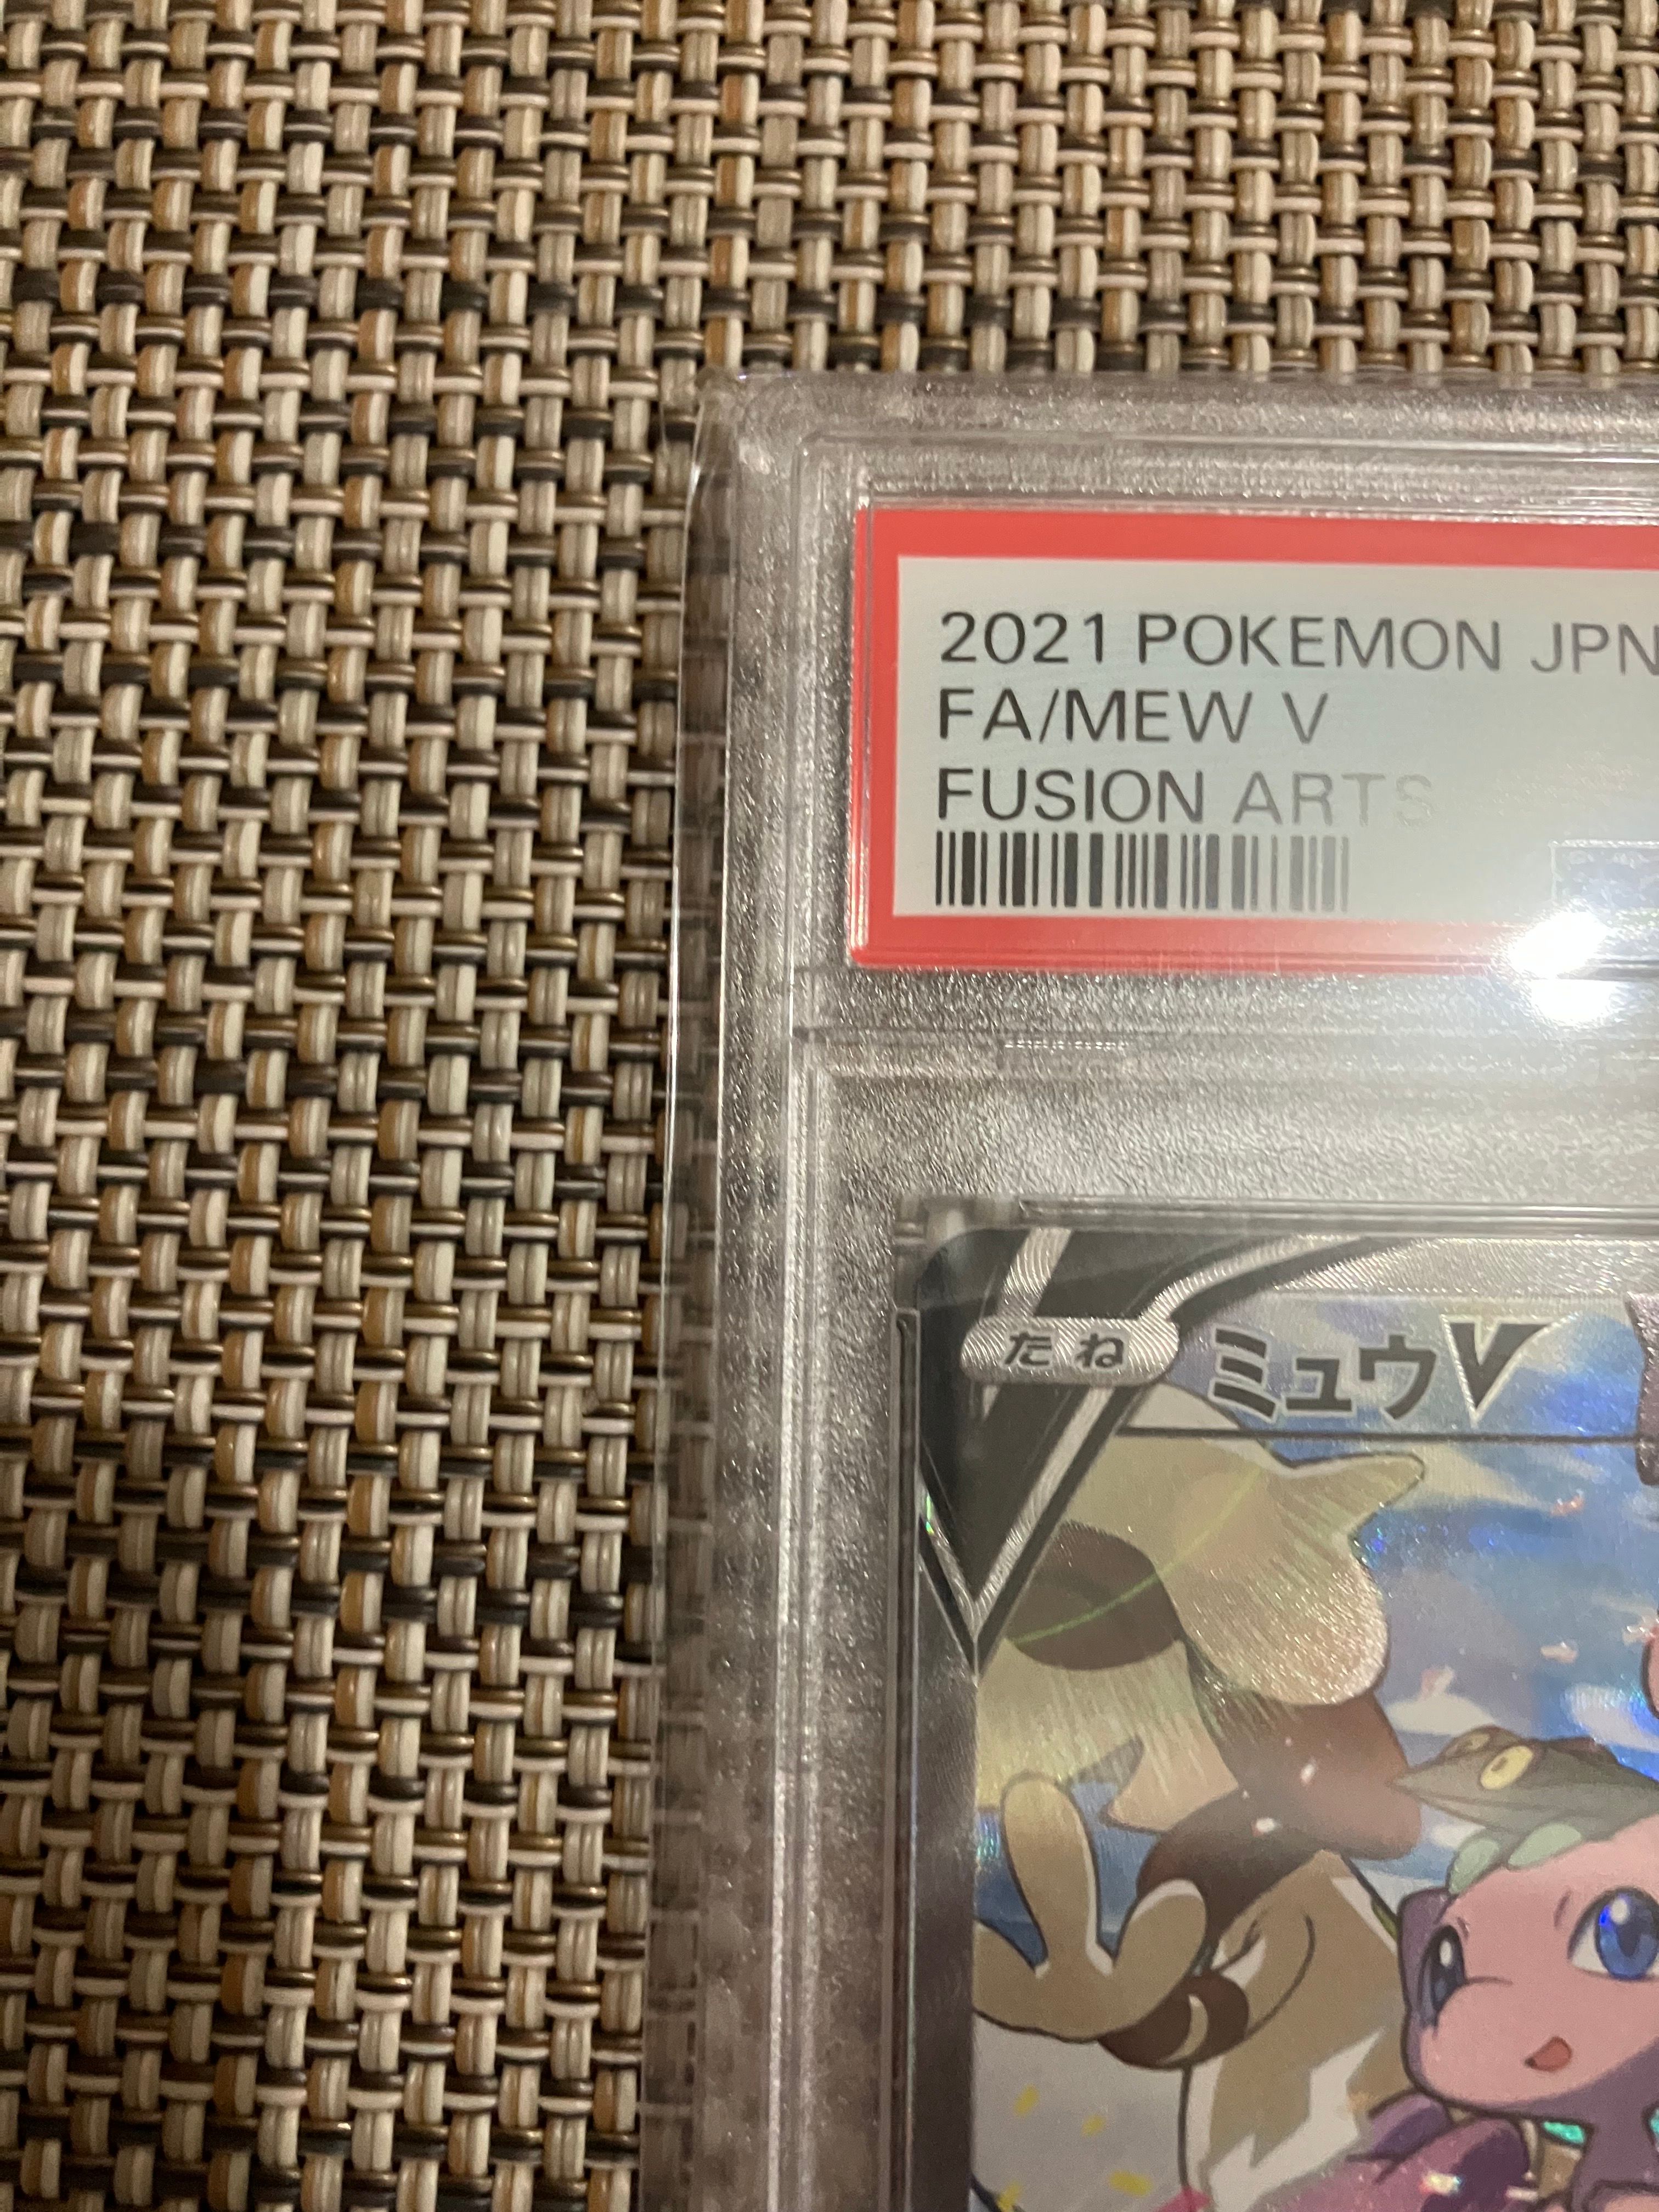 2021 POKEMON JPN
FA/MEW V
FUSION ARTS
たね ミュウV